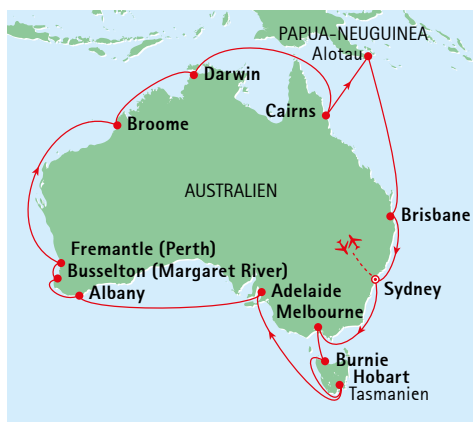 PAPUA-NEUGUINEA
Alotau
Darwin
Cairns
Broome
AUSTRALIEN
Brisbane
Fremantle (Perth)
Busselton (Margaret River)
Sydney
Albany
Adelaide
Melbourne
Burnie
Hobart
Tasmanien